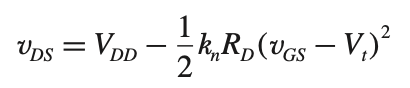 v_DS = V_DD − 1/2 k_n R_D (v_GS − V_t)^2